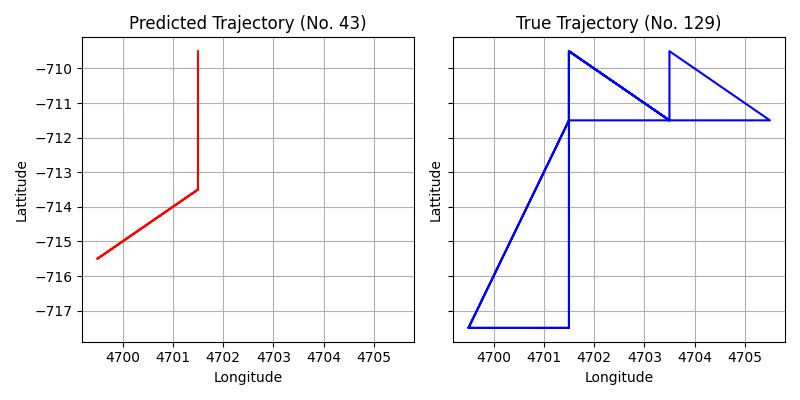 Predicted Trajectory (No. 43)
True Trajectory (No. 129)
−710
−711
−712
−713
−714
−715
−716
−717
Lattitude
Lattitude
4700 4701 4702 4703 4704 4705
4700 4701 4702 4703 4704 4705
Longitude
Longitude